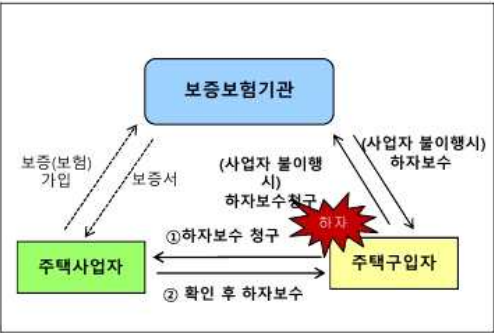 보증보험기관
보증(보험)
가입
보증서
(사업자 불이행
시)
하자보수청구
(사업자 불이행시)
하자보수
하자
①하자보수 청구
주택사업자
주택구입자
② 확인 후 하자보수